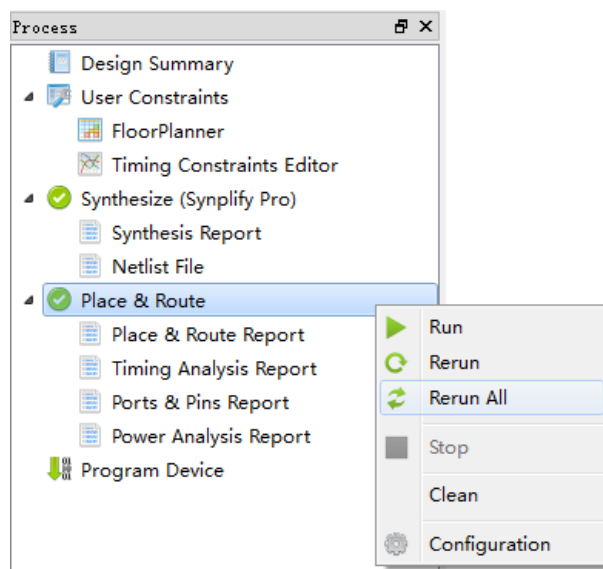 Process
Design Summary
User Constraints
FloorPlanner
Timing Constraints Editor
Synthesize (Synplify Pro)
Synthesis Report
Netlist File
Place & Route
Place & Route Report
Timing Analysis Report
Ports & Pins Report
Power Analysis Report
Program Device
Run
Rerun
Rerun All
Stop
Clean
Configuration